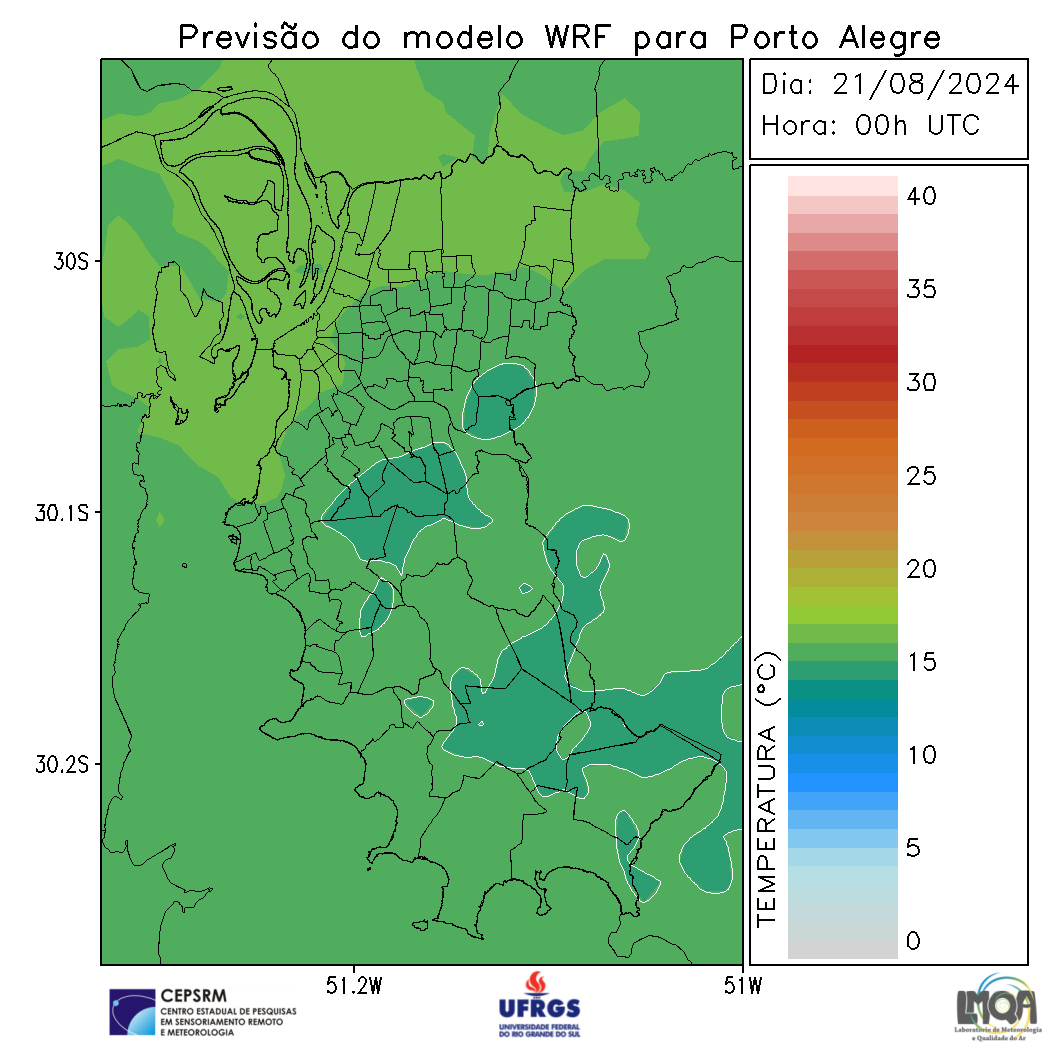 Previsão do modelo WRF para Porto Alegre
Dia: 21/08/2024
Hora: 00h UTC
30S
30.1S
30.2S
51.2W
51W
TEMPERATURA (°C)
40
35
30
25
20
15
10
5
0
CEPSRM
CENTRO ESTADUAL DE PESQUISAS
EM SENSORIAMENTO REMOTO
E METEOROLOGIA
UFRGS
UNIVERSIDADE FEDERAL
DO RIO GRANDE DO SUL
LMQA
Laboratório de Meteorologia
e Qualidade do Ar